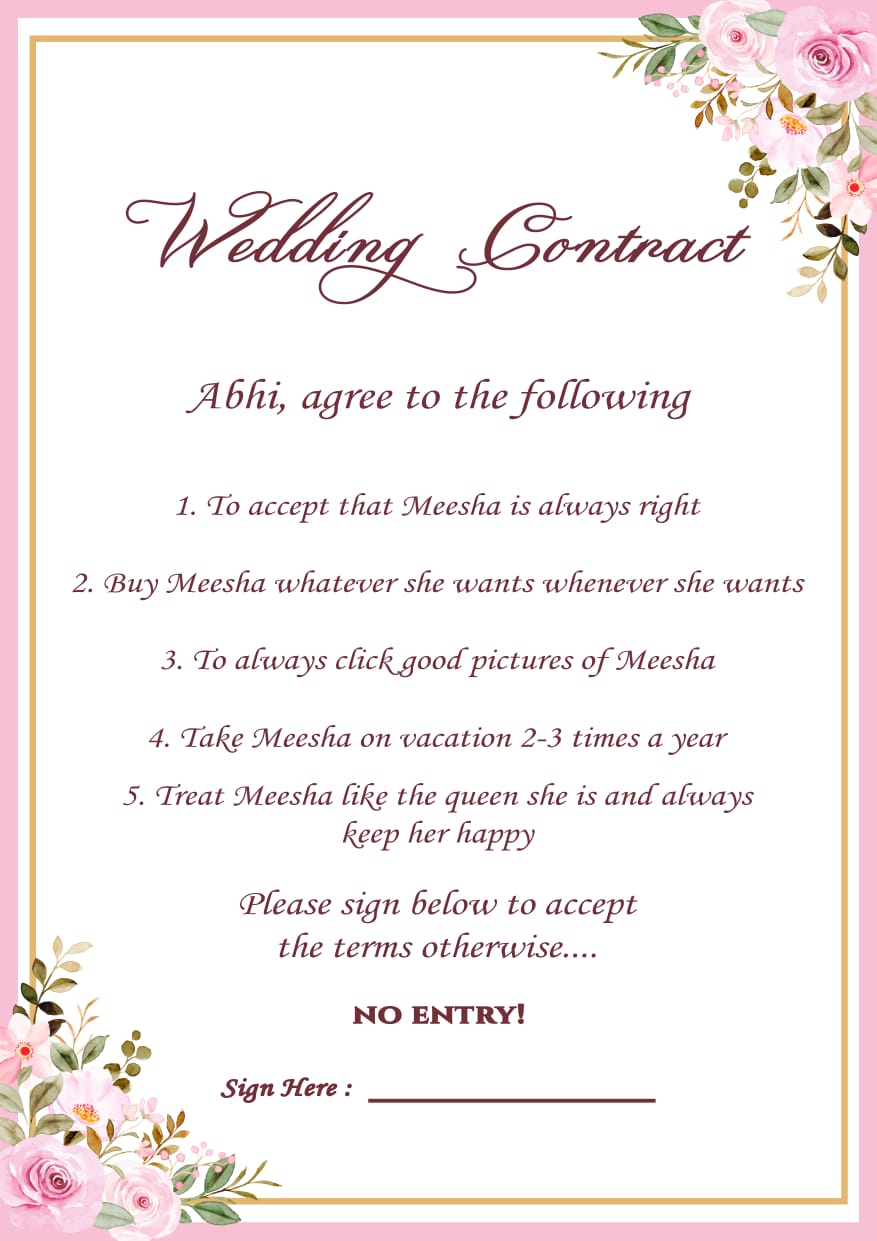 Wedding Contract
Abhi, agree to the following
1. To accept that Meesha is always right
2. Buy Meesha whatever she wants whenever she wants
3. To always click good pictures of Meesha
4. Take Meesha on vacation 2-3 times a year
5. Treat Meesha like the queen she is and always
keep her happy
Please sign below to accept
the terms otherwise....
NO ENTRY!
Sign Here : ____________________